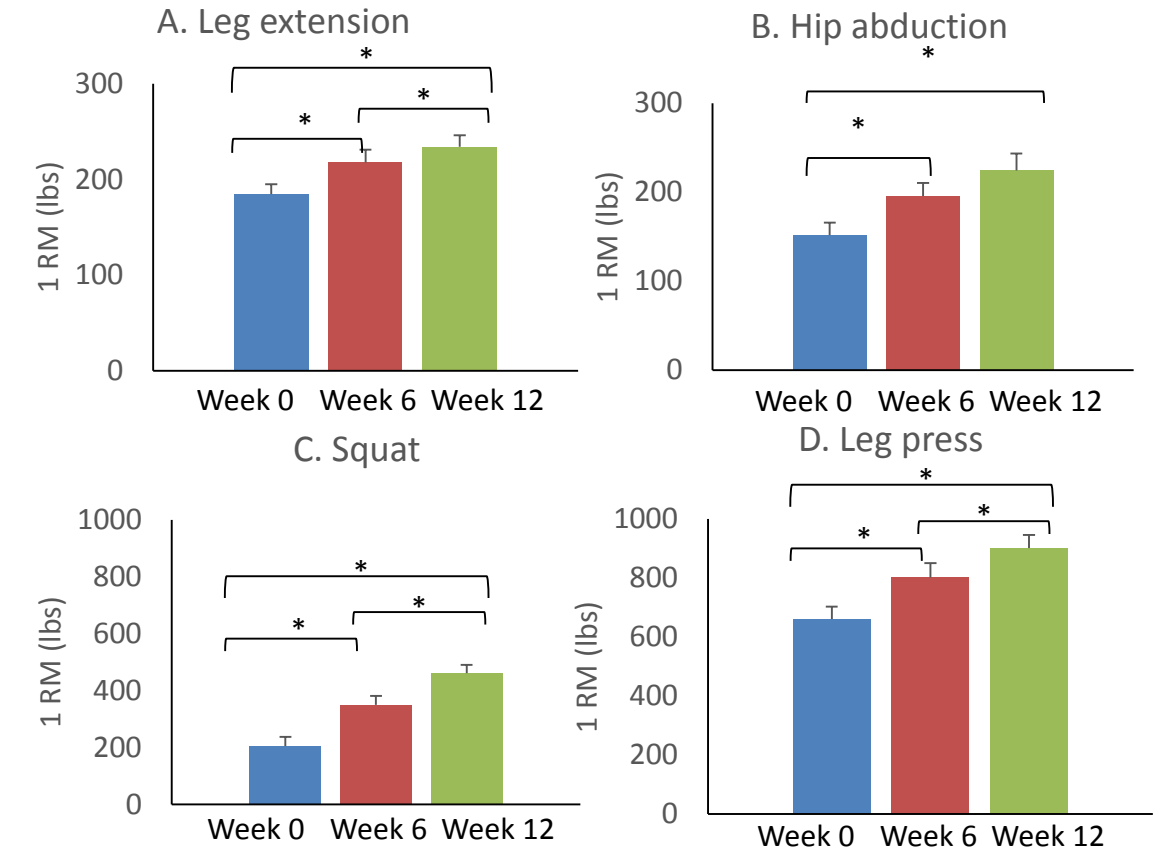 A. Leg extension
*
*
*
300
200
100
0
1 RM (lbs)
Week 0 Week 6 Week 12
B. Hip abduction
*
*
300
200
100
0
1 RM (lbs)
Week 0 Week 6 Week 12
C. Squat
*
*
*
1000
800
600
400
200
0
1 RM (lbs)
Week 0 Week 6 Week 12
D. Leg press
*
*
*
1000
800
600
400
200
0
1 RM (lbs)
Week 0 Week 6 Week 12